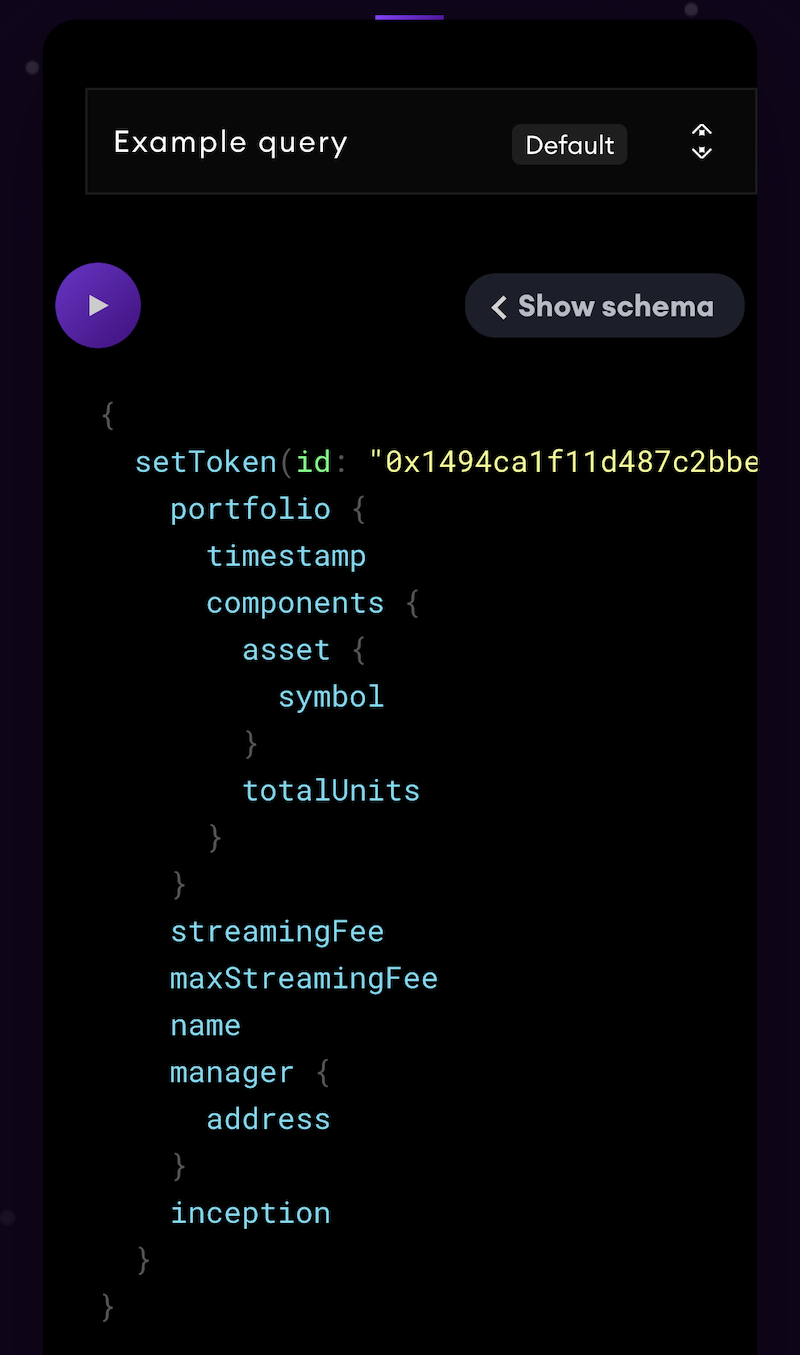 Example query
Default
Show schema
{
setToken(id: "0x1494ca1f11d487c2bbe
portfolio {
timestamp
components {
asset {
symbol
}
totalUnits
}
}
streamingFee
maxStreamingFee
name
manager {
address
}
inception
}
}